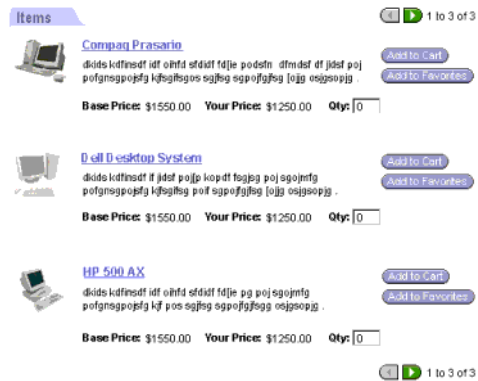 Items
1 to 3 of 3
Compaq Prasario
Add to Cart
dkids kdfinsdf idf oihfd sfdidf fd[ie podsfn dfmdsf df jidsf poj
Add to Favorites
pofgnsgpojsfg kjfsgifsgos sgjfsg sgpojfgjfsg [ojjg osjgsopjg .
Base Price: $1550.00 Your Price: $1250.00 Qty: 0
Dell Desktop System
Add to Cart
dkids kdfinsdf if jidsf poj[p kopdf fsgjsg poj sgojmfg
Add to Favorites
pofgnsgpojsfg kjfsgifsg poif sgpojfgjfsg [ojjg osjgsopjg .
Base Price: $1550.00 Your Price: $1250.00 Qty: 0
HP 500 AX
Add to Cart
dkids kdfinsdf idf oihfd sfdidf fd[ie pg poj sgojmfg
Add to Favorites
pofgnsgpojsfg kjf pos sgjfsg sgpojfgjfsgg osjgsopjg .
Base Price: $1550.00 Your Price: $1250.00 Qty: 0
1 to 3 of 3